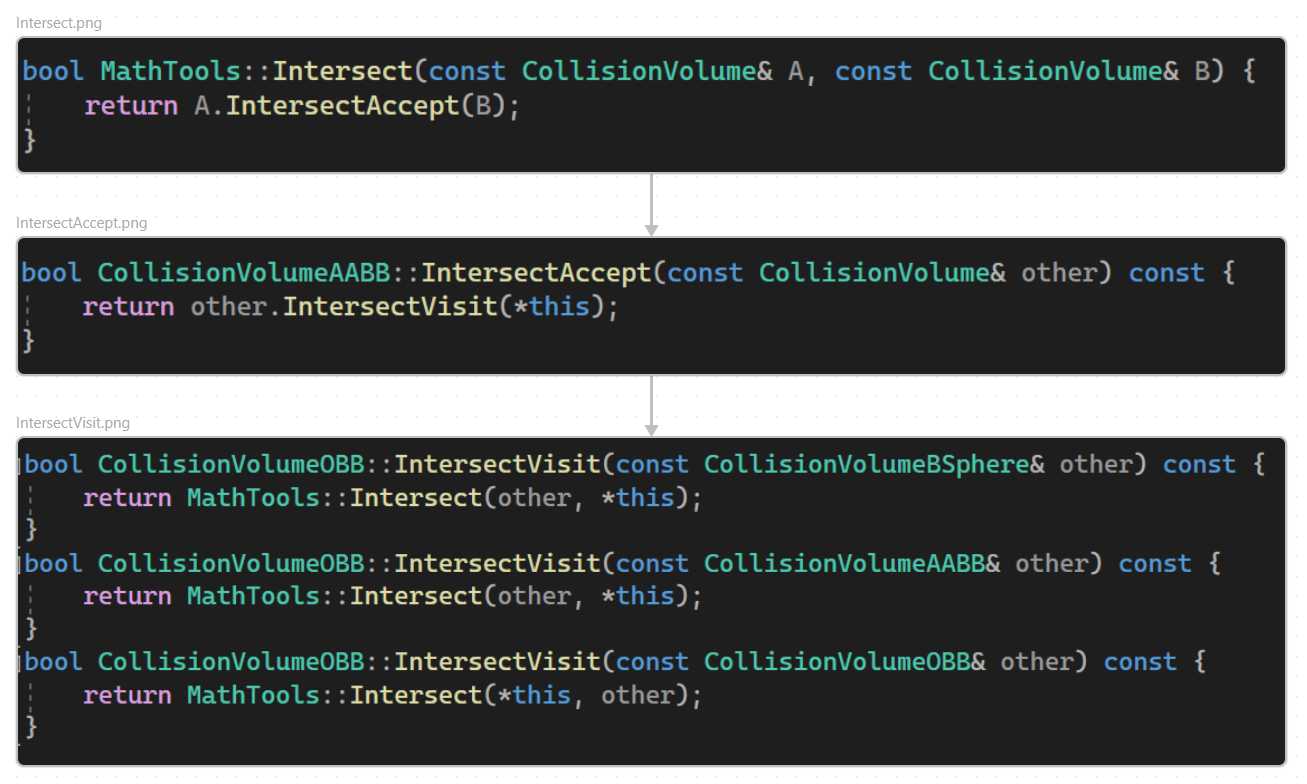 Intersect.png
bool MathTools::Intersect(const CollisionVolume& A, const CollisionVolume& B) {
    return A.IntersectAccept(B);
}
IntersectAccept.png
bool CollisionVolumeAABB::IntersectAccept(const CollisionVolume& other) const {
    return other.IntersectVisit(*this);
}
IntersectVisit.png
bool CollisionVolumeOBB::IntersectVisit(const CollisionVolumeBSphere& other) const {
    return MathTools::Intersect(other, *this);
}
bool CollisionVolumeOBB::IntersectVisit(const CollisionVolumeAABB& other) const {
    return MathTools::Intersect(other, *this);
}
bool CollisionVolumeOBB::IntersectVisit(const CollisionVolumeOBB& other) const {
    return MathTools::Intersect(*this, other);
}